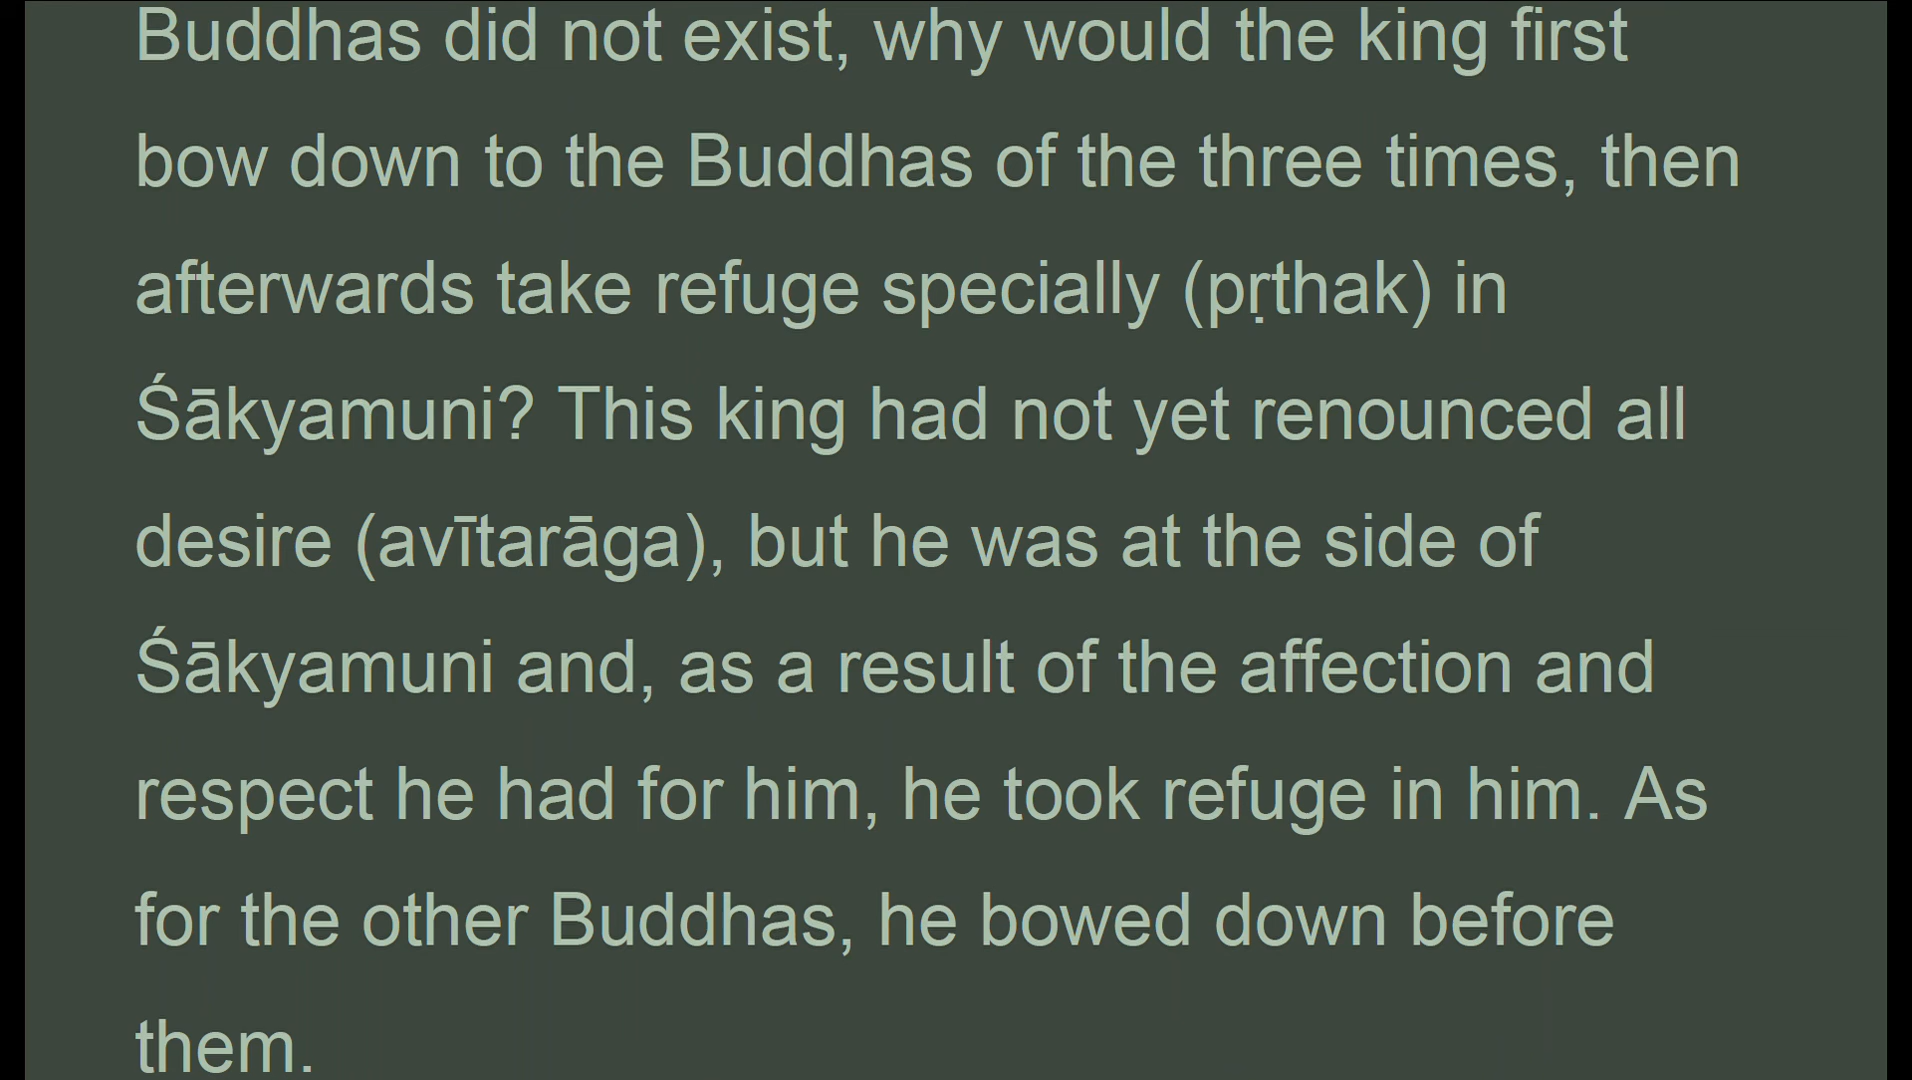 Buddhas did not exist, why would the king first
bow down to the Buddhas of the three times, then
afterwards take refuge specially (pṛthak) in
Śākyamuni? This king had not yet renounced all
desire (avītarāga), but he was at the side of
Śākyamuni and, as a result of the affection and
respect he had for him, he took refuge in him. As
for the other Buddhas, he bowed down before
them.